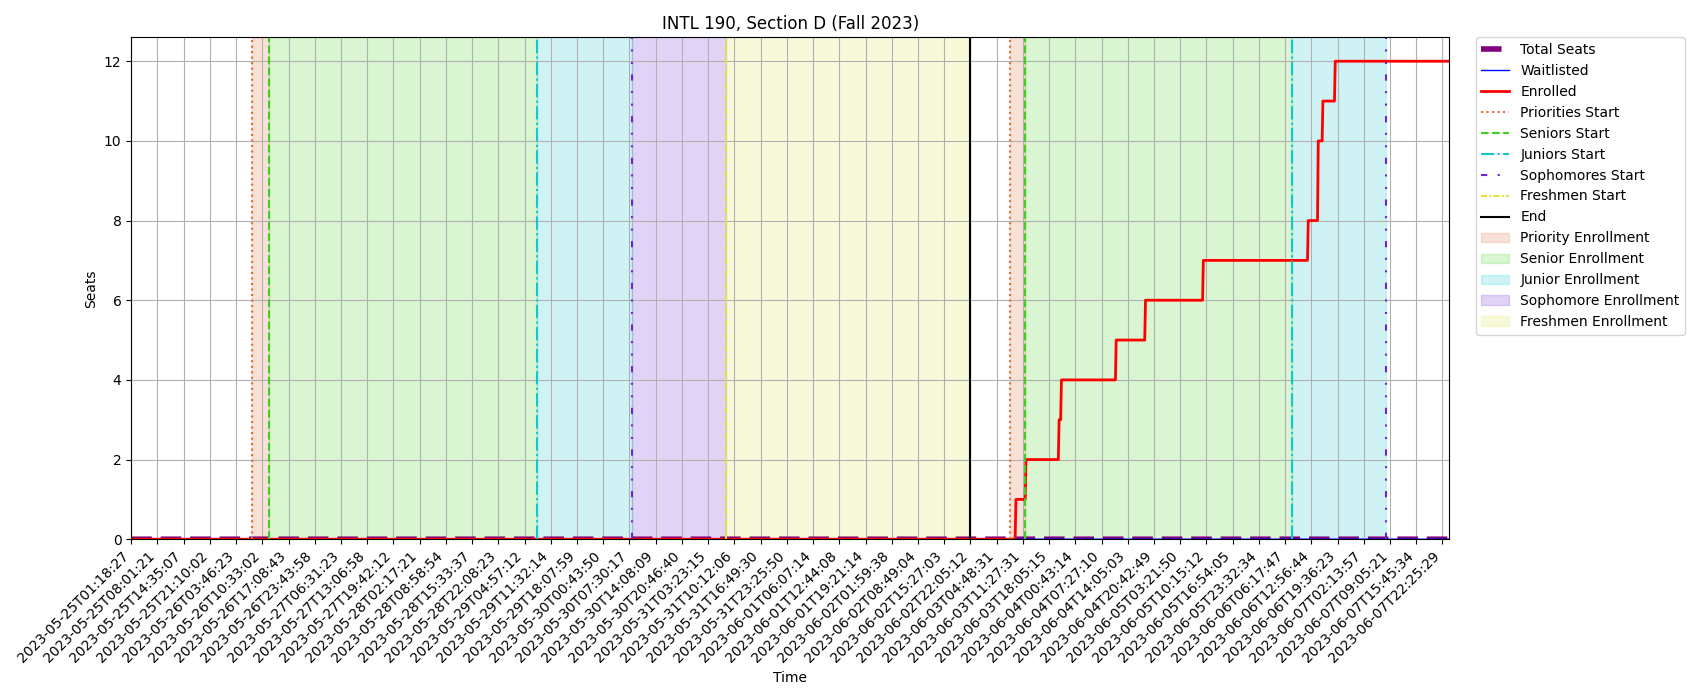 INTL 190, Section D (Fall 2023)
Seats
12
10
8
6
4
2
0
2023-05-25T01:18:27
2023-05-25T08:01:21
2023-05-25T14:35:07
2023-05-25T21:10:02
2023-05-26T03:46:23
2023-05-26T10:33:02
2023-05-26T17:08:43
2023-05-26T23:43:58
2023-05-27T06:31:23
2023-05-27T13:06:58
2023-05-27T19:42:12
2023-05-28T02:17:21
2023-05-28T08:58:54
2023-05-28T15:33:37
2023-05-28T22:08:23
2023-05-29T04:57:12
2023-05-29T11:32:14
2023-05-29T18:07:59
2023-05-30T00:43:50
2023-05-30T07:30:17
2023-05-30T14:08:09
2023-05-30T20:46:40
2023-05-31T03:23:15
2023-05-31T10:12:06
2023-05-31T16:49:30
2023-05-31T23:25:50
2023-06-01T06:07:14
2023-06-01T12:44:08
2023-06-01T19:21:14
2023-06-02T01:59:38
2023-06-02T08:49:04
2023-06-02T15:27:03
2023-06-02T22:05:12
2023-06-03T04:48:31
2023-06-03T11:27:31
2023-06-03T18:05:15
2023-06-04T00:43:14
2023-06-04T07:27:10
2023-06-04T14:05:03
2023-06-04T20:42:49
2023-06-05T03:21:50
2023-06-05T10:15:12
2023-06-05T16:54:05
2023-06-05T23:32:34
2023-06-06T06:17:47
2023-06-06T12:56:44
2023-06-06T19:36:23
2023-06-07T02:13:57
2023-06-07T09:05:21
2023-06-07T15:45:34
2023-06-07T22:25:29
Time
Total Seats
Waitlisted
Enrolled
Priorities Start
Seniors Start
Juniors Start
Sophomores Start
Freshmen Start
End
Priority Enrollment
Senior Enrollment
Junior Enrollment
Sophomore Enrollment
Freshmen Enrollment